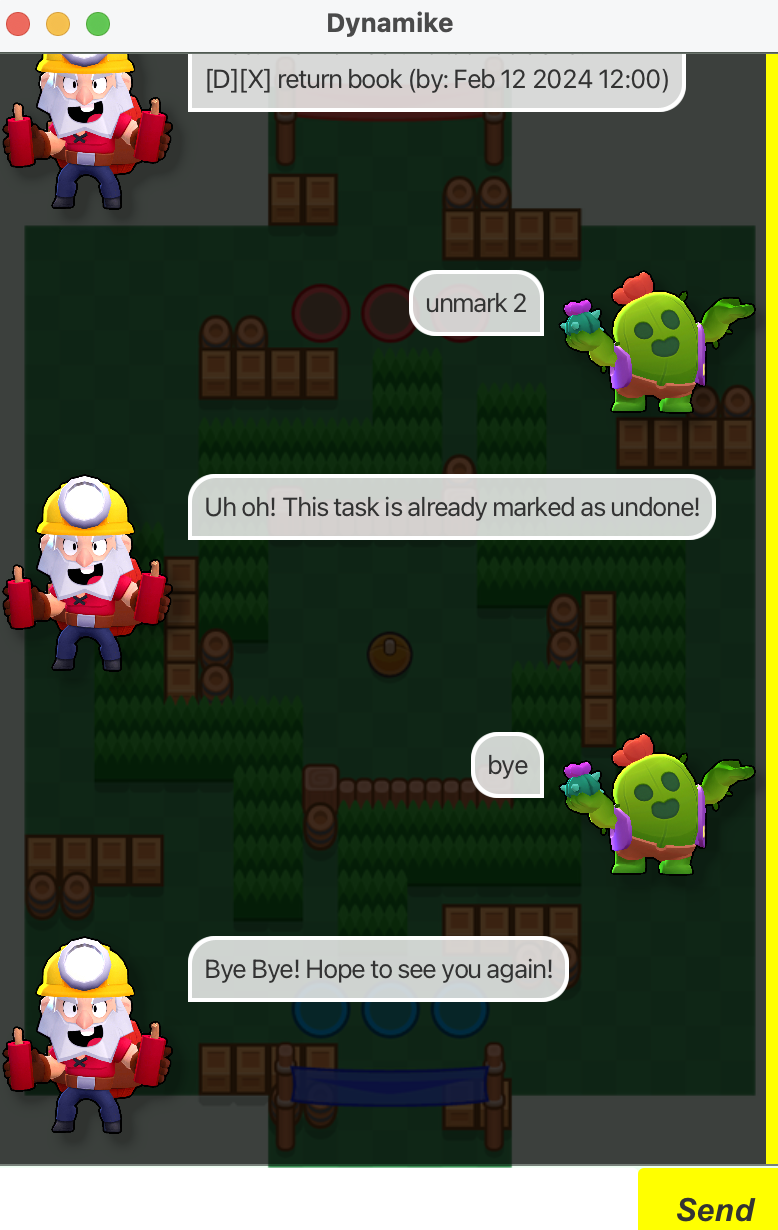 Dynamike
[D][X] return book (by: Feb 12 2024 12:00)
unmark 2
Uh oh! This task is already marked as undone!
bye
Bye Bye! Hope to see you again!
Send